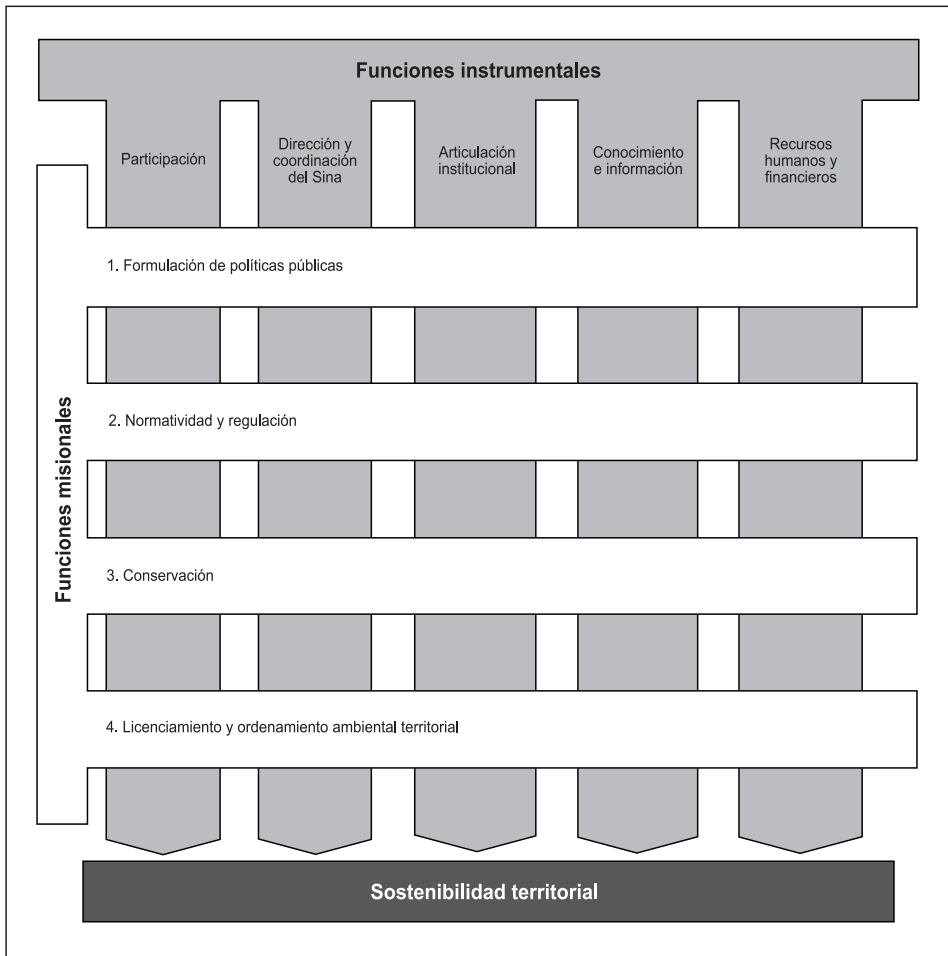 Funciones instrumentales
Participación
Dirección y
coordinación
del Sina
Articulación
institucional
Conocimiento
e información
Recursos
humanos y
financieros
Funciones misionales
1. Formulación de políticas públicas
2. Normatividad y regulación
3. Conservación
4. Licenciamiento y ordenamiento ambiental territorial
Sostenibilidad territorial